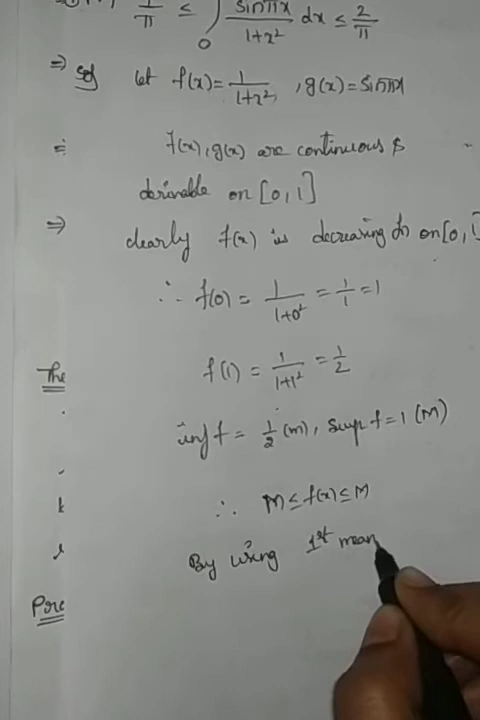 1/π ≤ ∫₀ sinπx/1+x² dx ≤ 2/π
⇒ Sol let f(x) = 1/1+x², g(x) = sinπx
= f(x), g(x) are continuous &
derivable on [0,1]
⇒ clearly f(x) is decreasing fn on [0,1]
∴ f(0) = 1/1+0² = 1/1 = 1
f(1) = 1/1+1² = 1/2
The
inf f = 1/2 (m), sup f = 1 (M)
∴ M ≤ f(x) ≤ M
By using 1st mean